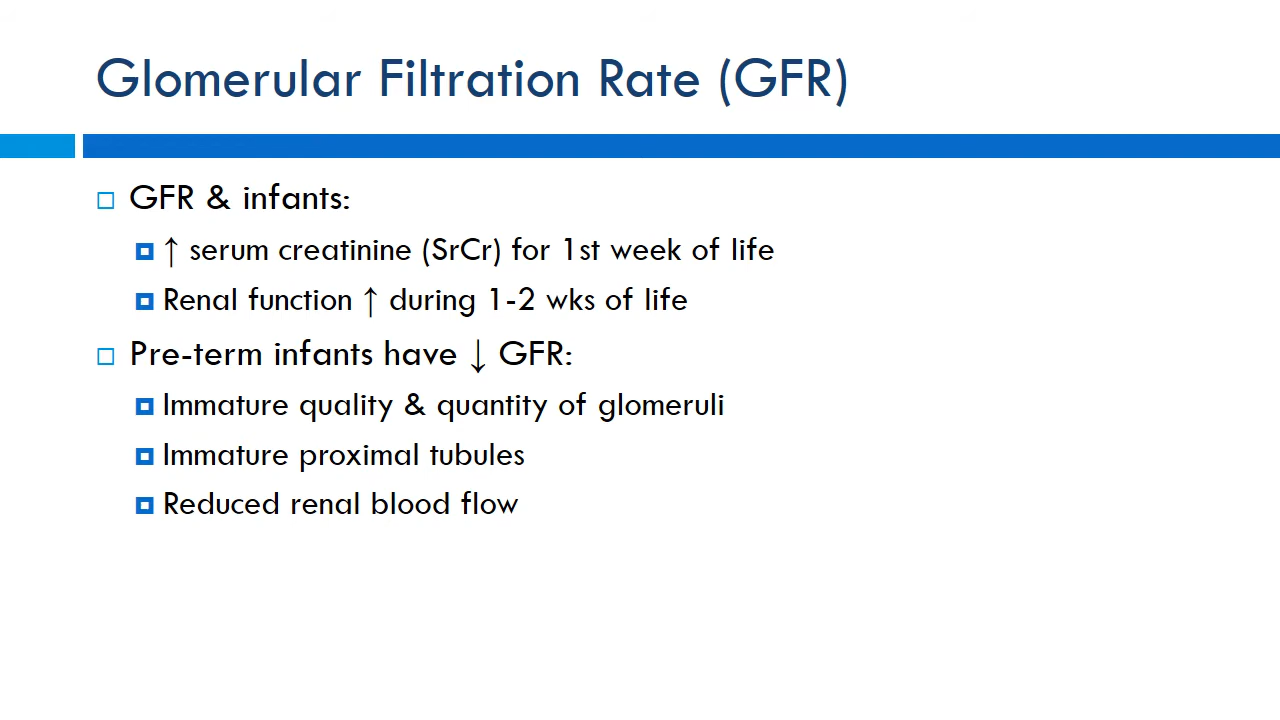 Glomerular Filtration Rate (GFR)
GFR & infants:
↑ serum creatinine (SrCr) for 1st week of life
Renal function ↑ during 1-2 wks of life
Pre-term infants have ↓ GFR:
Immature quality & quantity of glomeruli
Immature proximal tubules
Reduced renal blood flow